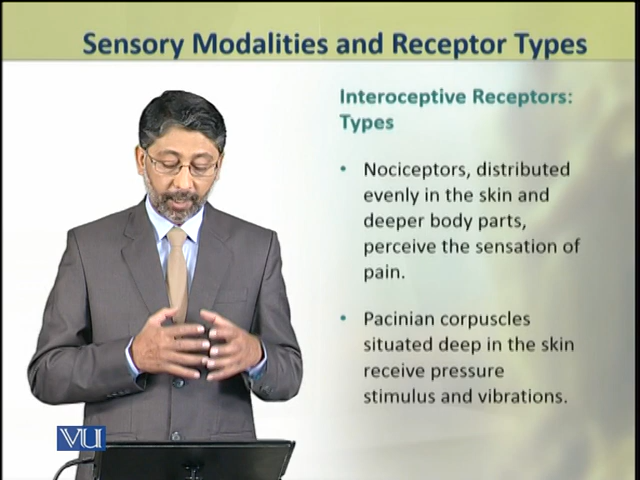 Sensory Modalities and Receptor Types
Interoceptive Receptors:
Types
• Nociceptors, distributed
evenly in the skin and
deeper body parts,
perceive the sensation of
pain.
• Pacinian corpuscles
situated deep in the skin
receive pressure
stimulus and vibrations.
VU